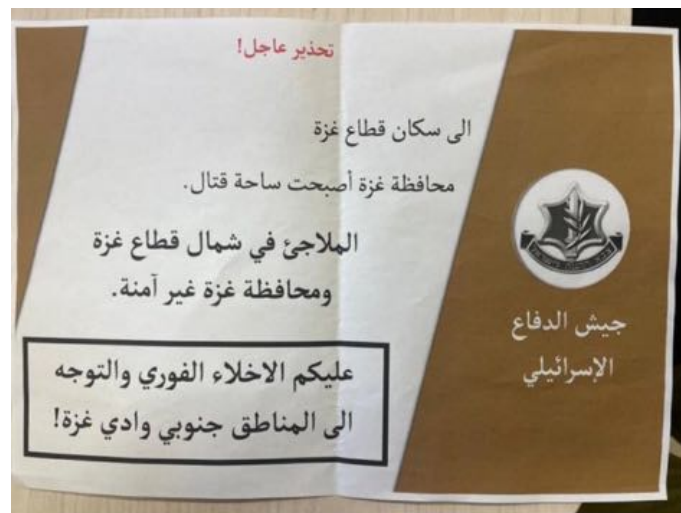 تحذير عاجل!
الى سكان قطاع غزة
محافظة غزة أصبحت ساحة قتال.
الملاجئ في شمال قطاع غزة
ومحافظة غزة غير آمنة.
عليكم الاخلاء الفوري والتوجه
الى المناطق جنوبي وادي غزة!
جيش الدفاع
الإسرائيلي